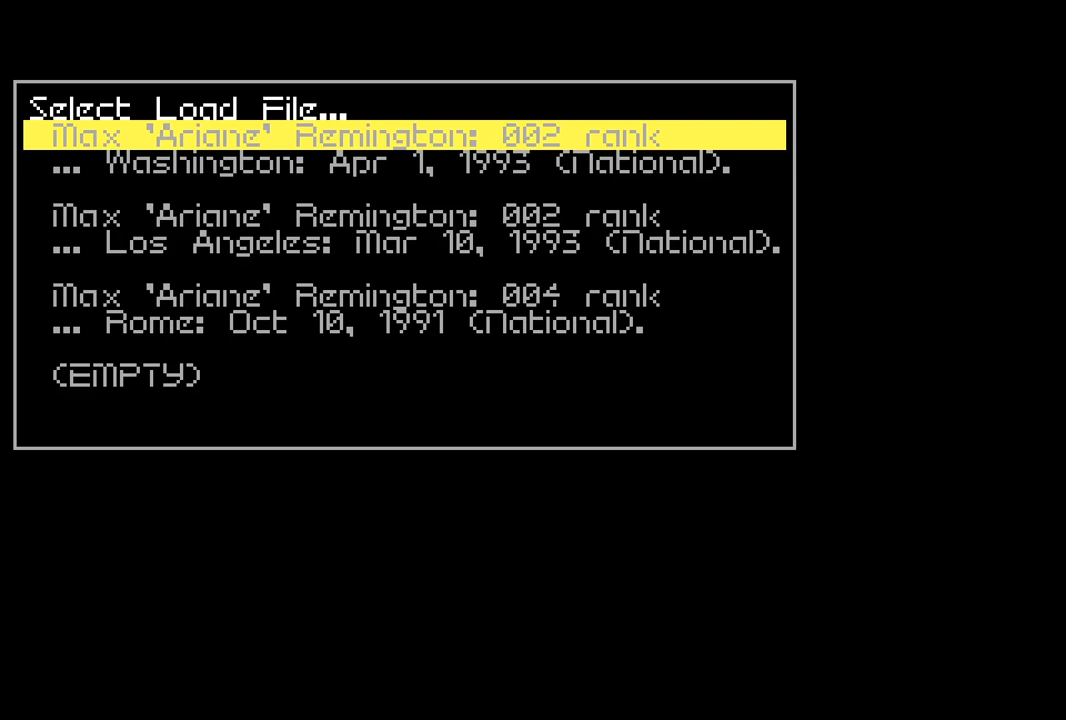 Select Load File...
Max 'Ariane' Remington: 002 rank
... Washington: Apr 1, 1993 (National).
Max 'Ariane' Remington: 002 rank
... Los Angeles: Mar 10, 1993 (National).
Max 'Ariane' Remington: 004 rank
... Rome: Oct 10, 1991 (National).
(EMPTY)